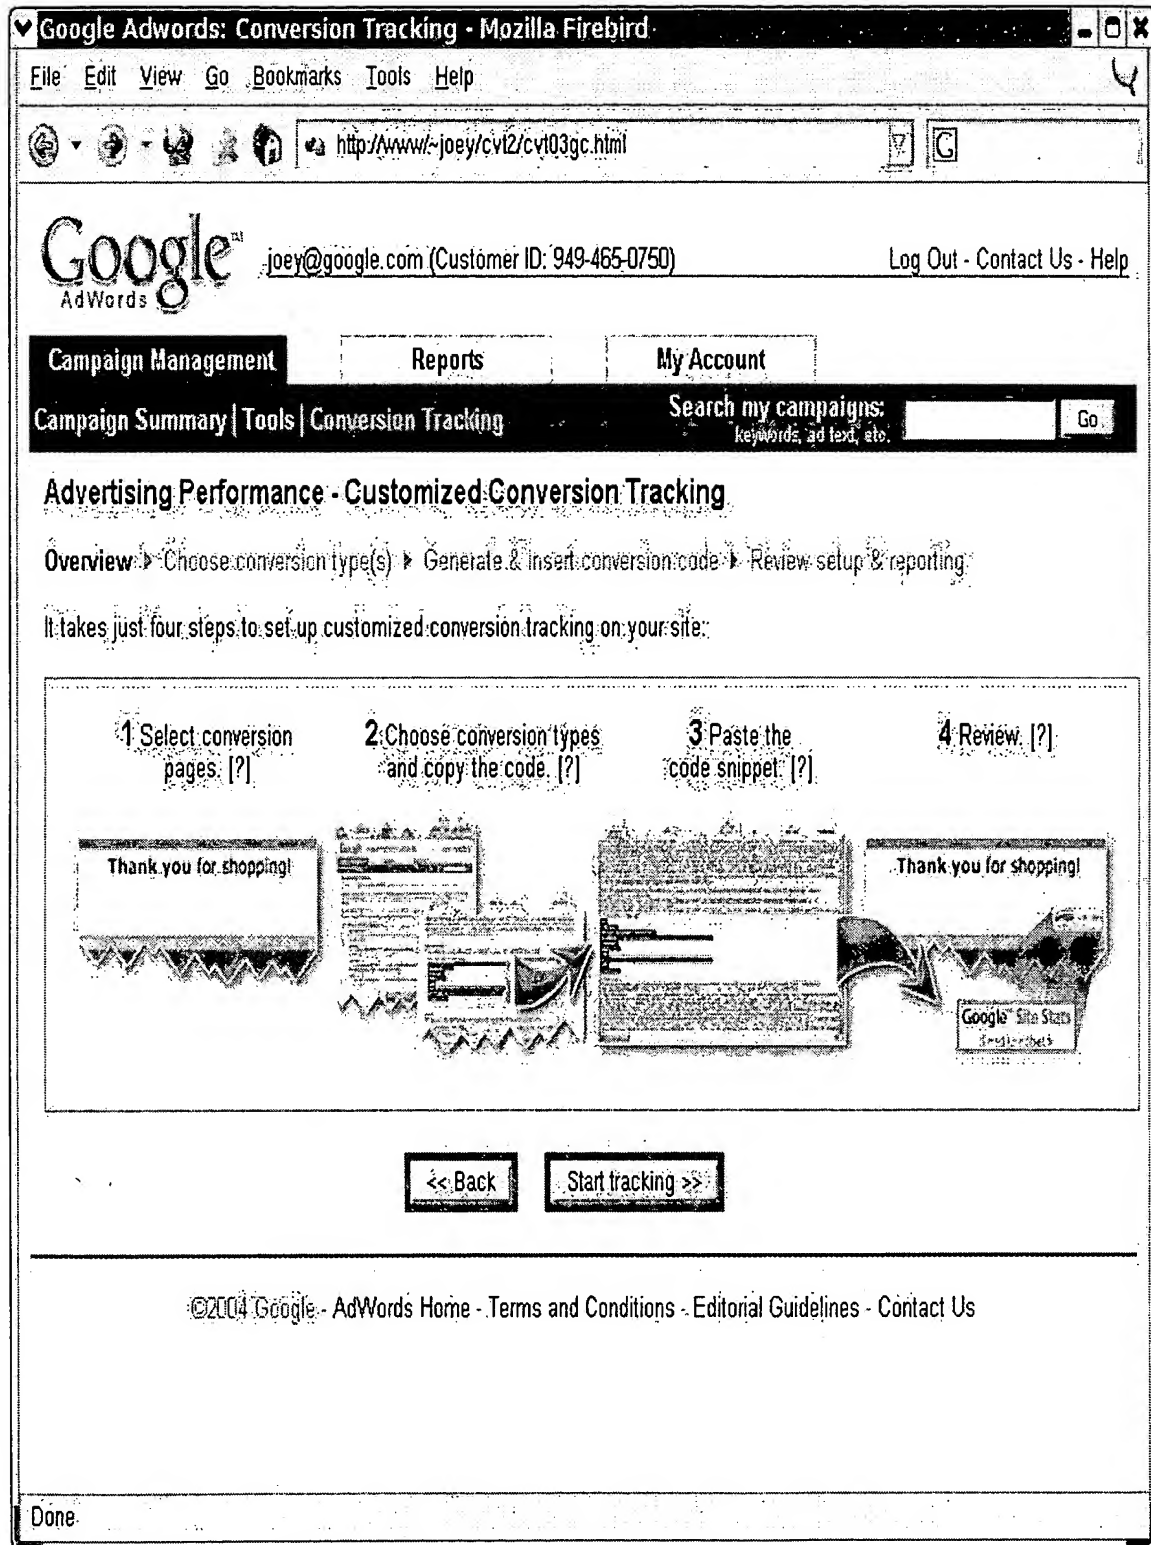 Google Adwords: Conversion Tracking - Mozilla Firebird
File Edit View Go Bookmarks Tools Help
http://www/~joey/cvt2/cvt03gc.html G
Google™
AdWords
joey@google.com (Customer ID: 949-465-0750) Log Out - Contact Us - Help
Campaign Management Reports My Account
Campaign Summary | Tools | Conversion Tracking Search my campaigns: Go
keywords, ad text, etc.
Advertising Performance - Customized Conversion Tracking
Overview Choose conversion type(s) Generate & insert conversion code Review setup & reporting
It takes just four steps to set up customized conversion tracking on your site:
1 Select conversion pages. [?]
2 Choose conversion types and copy the code. [?]
3 Paste the code snippet. [?]
4 Review. [?]
Thank you for shopping!
Thank you for shopping!
Google™ Site Stats
<< Back Start tracking >>
©2004 Google - AdWords Home - Terms and Conditions - Editorial Guidelines - Contact Us
Done